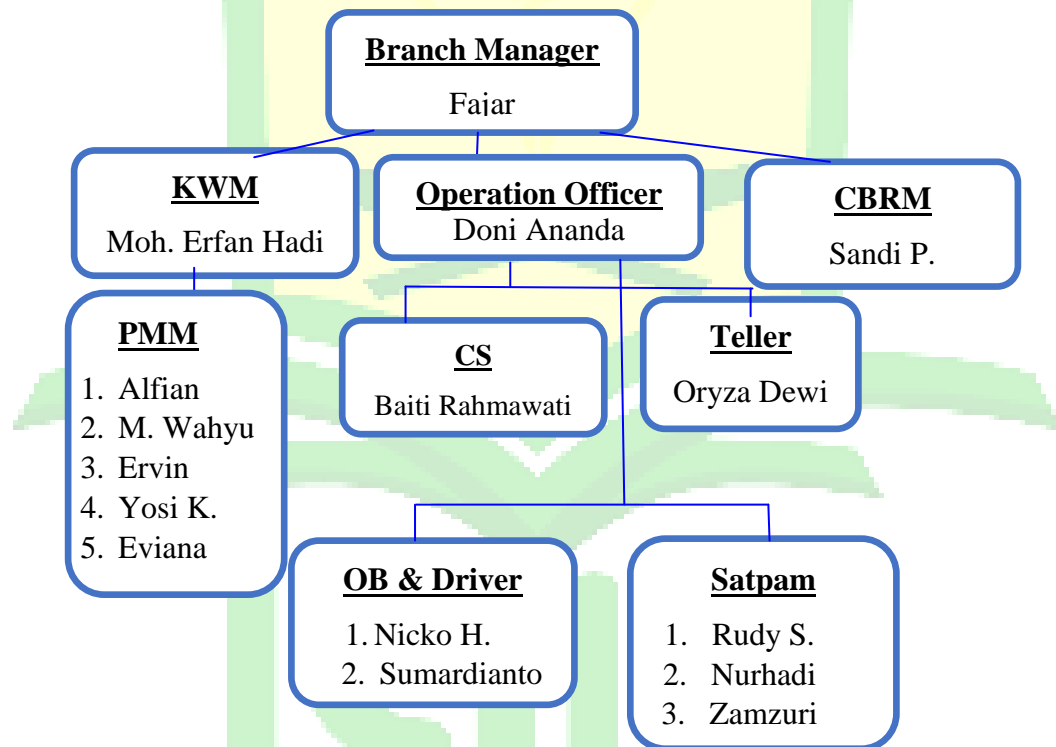 Branch Manager
Fajar
KWM
Moh. Erfan Hadi
Operation Officer
Doni Ananda
CBRM
Sandi P.
PMM
1. Alfian
2. M. Wahyu
3. Ervin
4. Yosi K.
5. Eviana
CS
Baiti Rahmawati
Teller
Oryza Dewi
OB & Driver
1. Nicko H.
2. Sumardianto
Satpam
1. Rudy S.
2. Nurhadi
3. Zamzuri